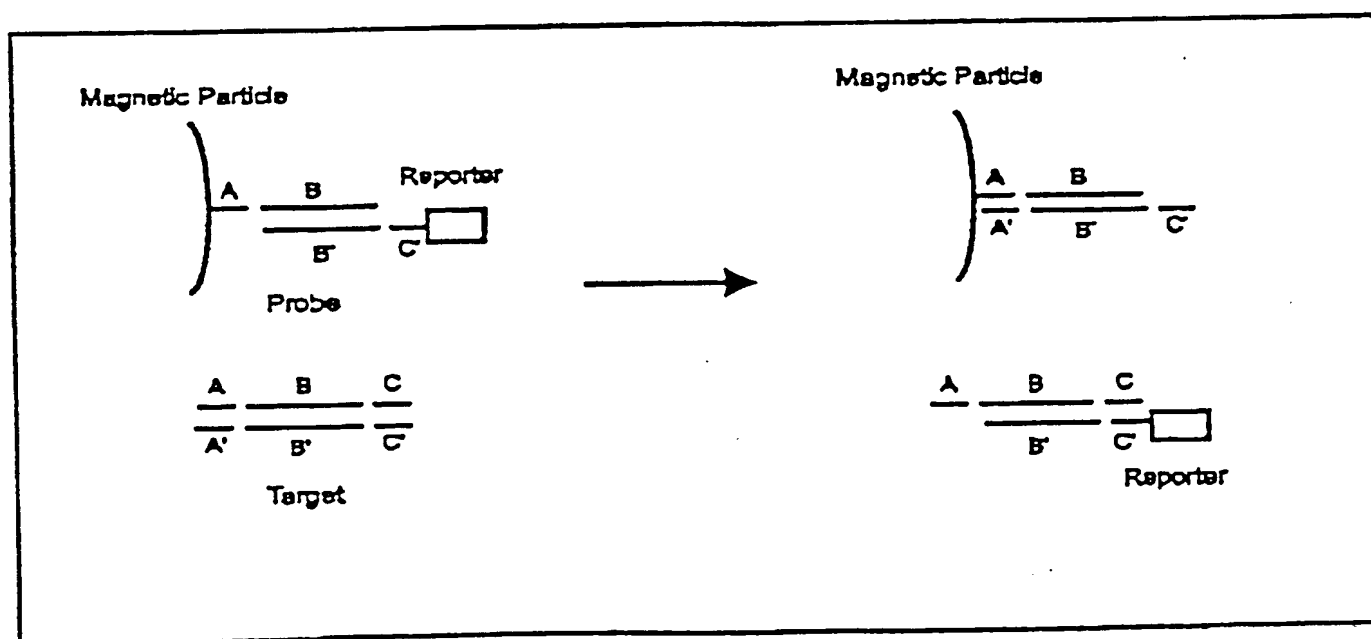 Magnetic Particle
A B Reporter
B' C'
Probe
A B C
A' B' C'
Target
Magnetic Particle
A B
A' B' C'
A B C
B' C'
Reporter